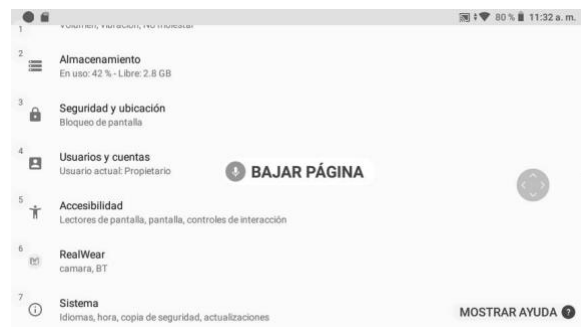 80 % 11:32 a. m.
1
Volumen, vibración, No molestar
2
Almacenamiento
En uso: 42 % - Libre: 2.8 GB
3
Seguridad y ubicación
Bloqueo de pantalla
4
Usuarios y cuentas
Usuario actual: Propietario
BAJAR PÁGINA
5
Accesibilidad
Lectores de pantalla, pantalla, controles de interacción
6
RealWear
camara, BT
7
Sistema
Idiomas, hora, copia de seguridad, actualizaciones
MOSTRAR AYUDA ?